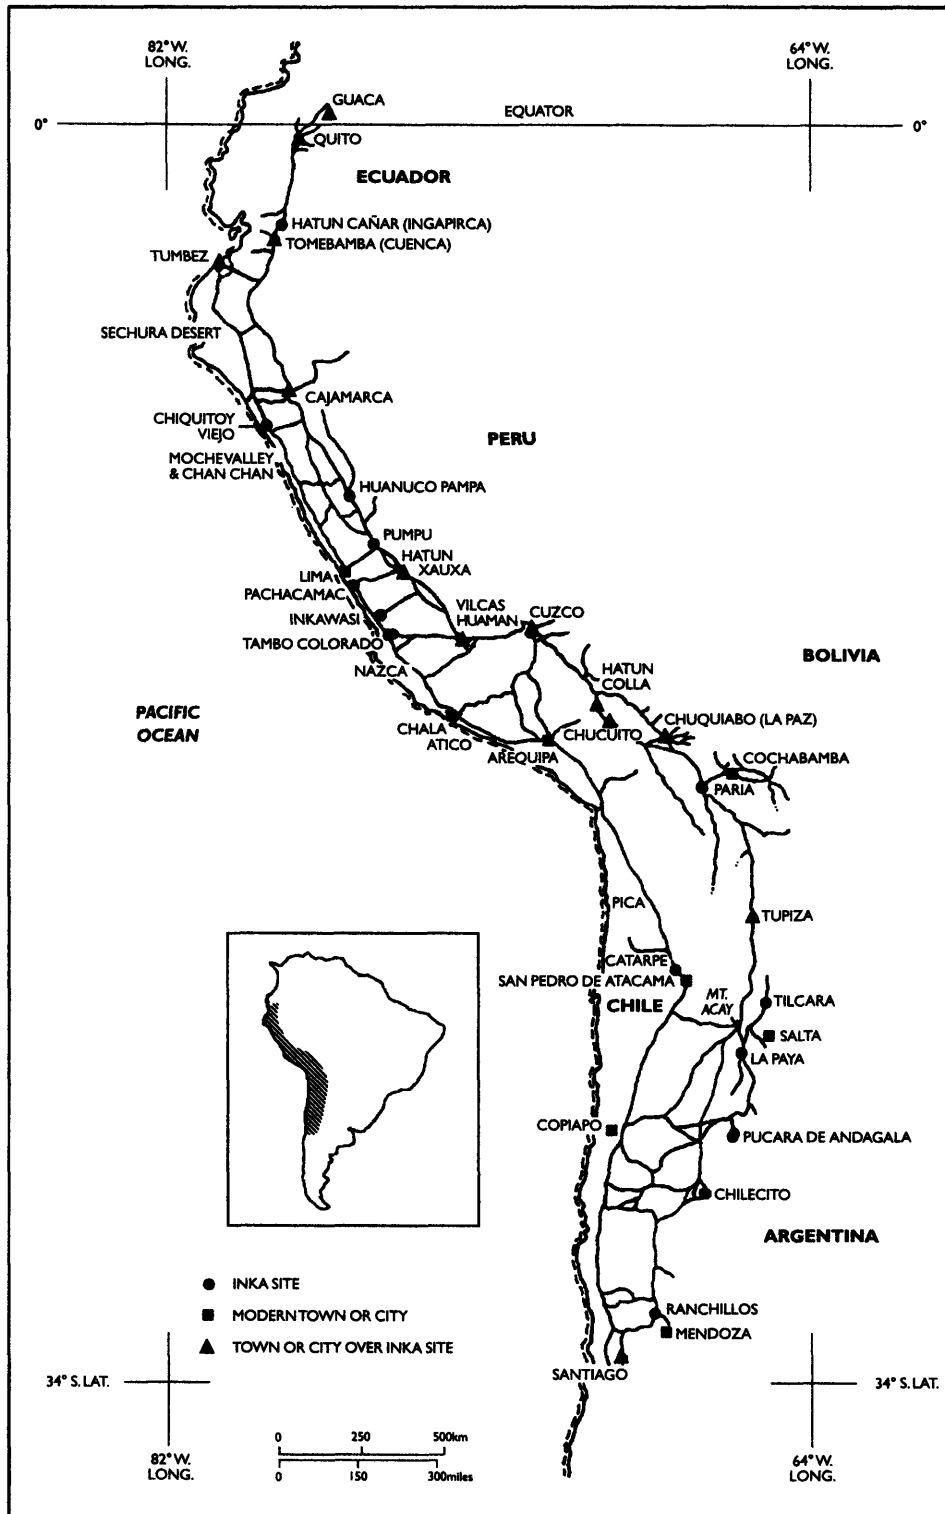 82° W.
LONG.
64° W.
LONG.
GUACA
EQUATOR
0°
0°
QUITO
ECUADOR
HATUN CAÑAR (INGAPIRCA)
TOMEBAMBA (CUENCA)
TUMBEZ
SECHURA DESERT
CAJAMARCA
CHIQUITOY
VIEJO
PERU
MOCHEVALLEY
& CHAN CHAN
HUANUCO PAMPA
PUMPU
HATUN
XAUXA
LIMA
PACHACAMAC
INKAWASI
VILCAS
HUAMAN
CUZCO
TAMBO COLORADO
BOLIVIA
NAZCA
HATUN
COLLA
PACIFIC
OCEAN
CHALA
ATICO
CHUCUITO
CHUQUIABO (LA PAZ)
AREQUIPA
COCHABAMBA
PARIA
PICA
TUPIZA
CATARPE
SAN PEDRO DE ATACAMA
CHILE
MT.
ACAY
TILCARA
SALTA
LA PAYA
COPIAPO
PUCARA DE ANDAGALA
CHILECITO
ARGENTINA
INKA SITE
MODERN TOWN OR CITY
TOWN OR CITY OVER INKA SITE
RANCHILLOS
MENDOZA
SANTIAGO
34° S. LAT.
34° S. LAT.
0 250 500km
0 150 300miles
82° W.
LONG.
64° W.
LONG.